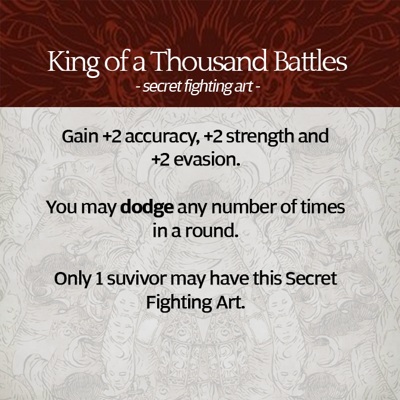 King of a Thousand Battles
- secret fighting art -
Gain +2 accuracy, +2 strength and
+2 evasion.
You may dodge any number of times
in a round.
Only 1 suvivor may have this Secret
Fighting Art.